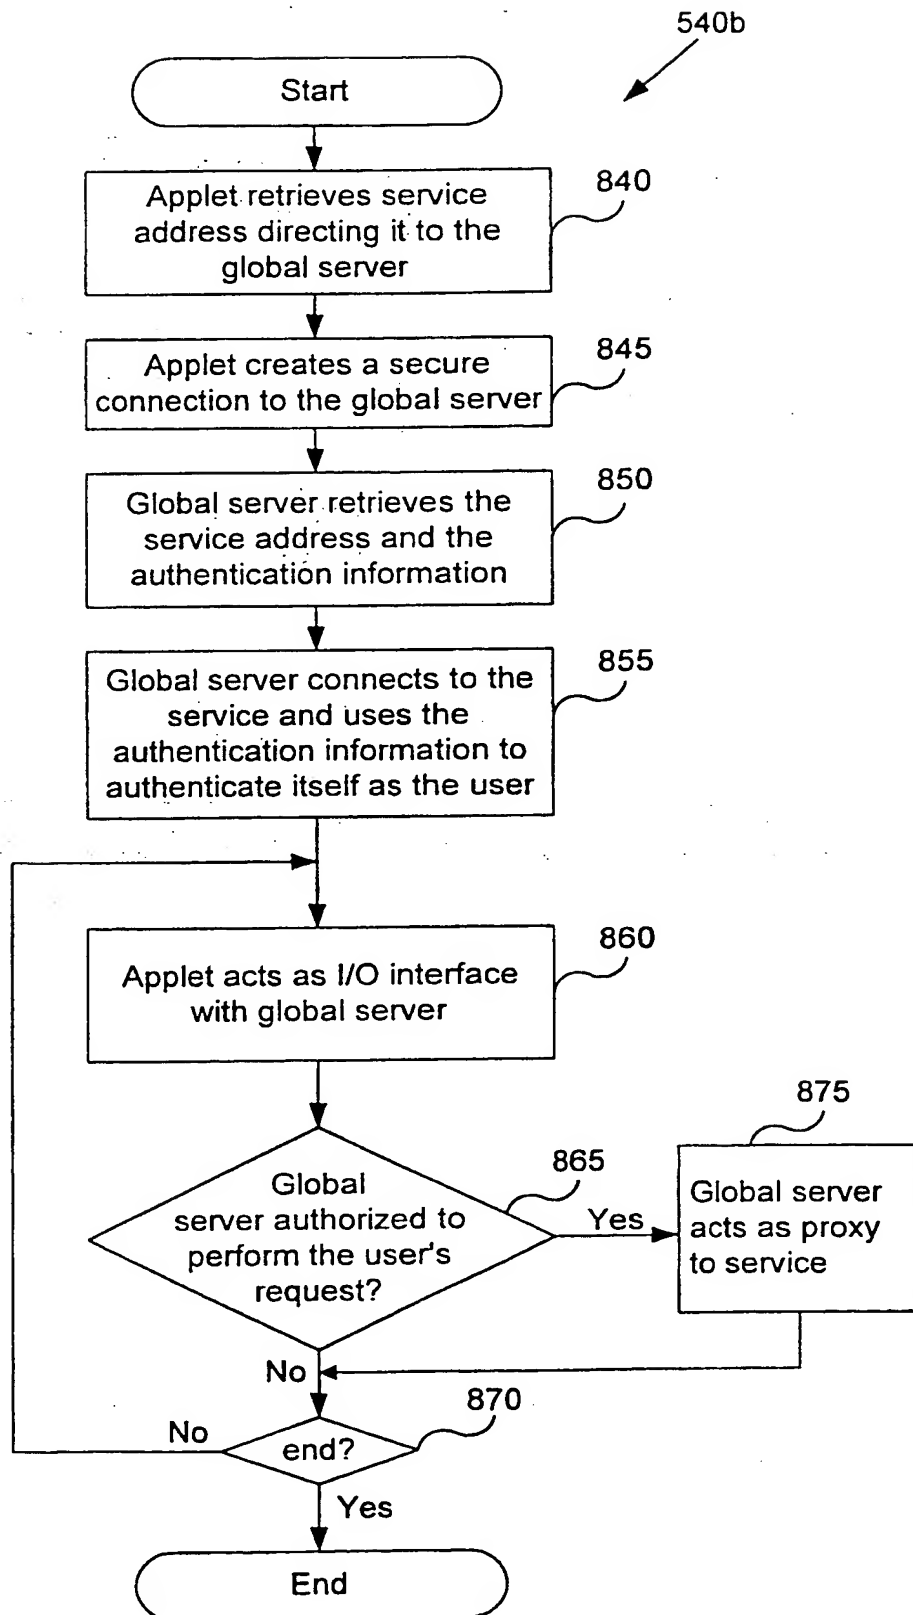 540b
Start
840
Applet retrieves service
address directing it to the
global server
845
Applet creates a secure
connection to the global server
850
Global server retrieves the
service address and the
authentication information
855
Global server connects to the
service and uses the
authentication information to
authenticate itself as the user
860
Applet acts as I/O interface
with global server
875
865
Global
server authorized to
perform the user's
request?
Yes
Global server
acts as proxy
to service
No
870
No
end?
Yes
End